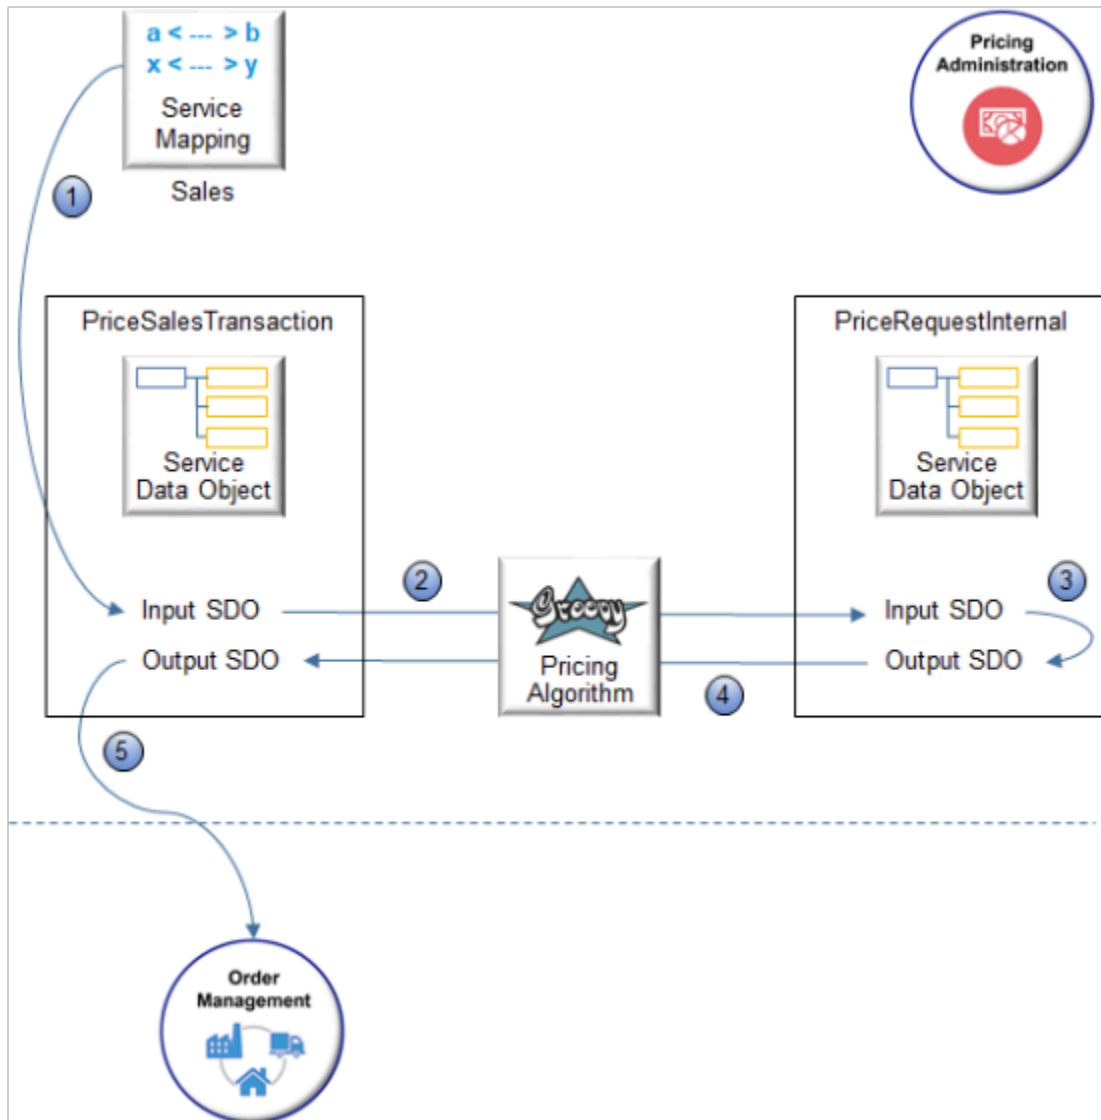 a < --- > b
x < --- > y
Service
Mapping
Sales
Pricing
Administration
1
PriceSalesTransaction
Service
Data Object
PriceRequestInternal
Service
Data Object
2
3
Input SDO
Output SDO
Groovy
Pricing
Algorithm
Input SDO
Output SDO
4
5
Order
Management